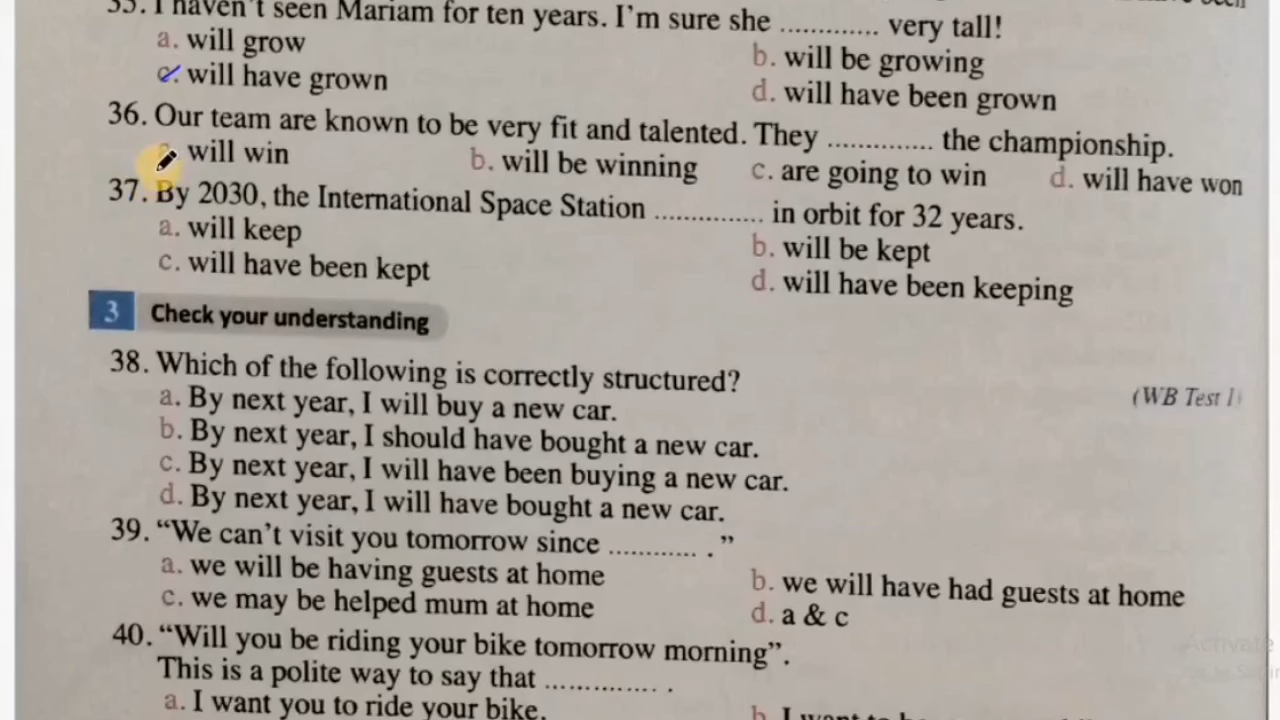 35. I haven't seen Mariam for ten years. I'm sure she ............. very tall!
a. will grow
b. will be growing
c. will have grown
d. will have been grown
36. Our team are known to be very fit and talented. They .............. the championship.
will win
b. will be winning
c. are going to win
d. will have won
37. By 2030, the International Space Station .............. in orbit for 32 years.
a. will keep
b. will be kept
c. will have been kept
d. will have been keeping
3 Check your understanding
38. Which of the following is correctly structured?
(WB Test 1)
a. By next year, I will buy a new car.
b. By next year, I should have bought a new car.
c. By next year, I will have been buying a new car.
d. By next year, I will have bought a new car.
39. “We can't visit you tomorrow since ............ .”
a. we will be having guests at home
b. we will have had guests at home
c. we may be helped mum at home
d. a & c
40. “Will you be riding your bike tomorrow morning”.
This is a polite way to say that .............. .
a. I want you to ride your bike.
b. I want to
Activate